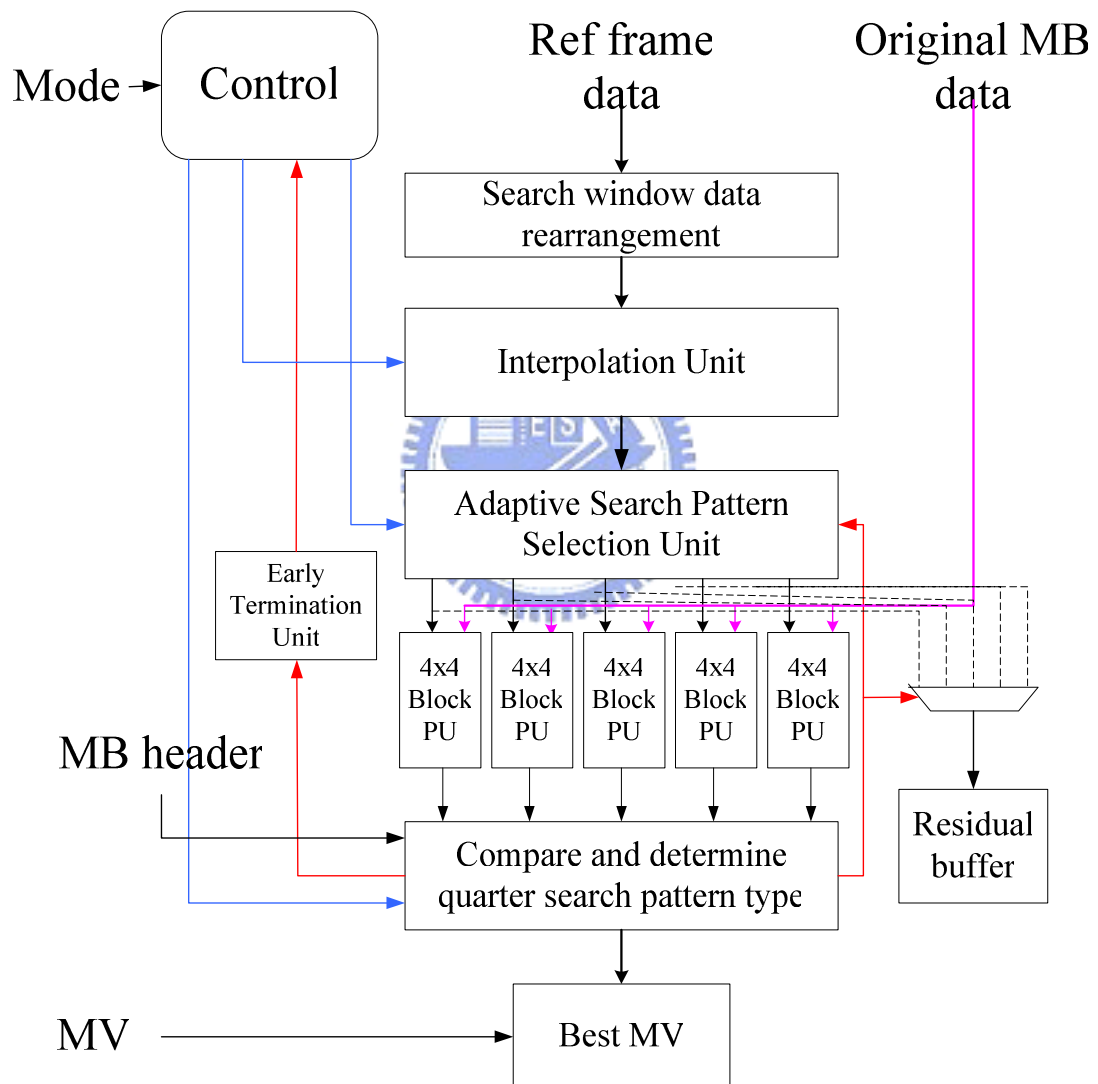 Ref frame
data
Original MB
data
Mode
Control
Search window data
rearrangement
Interpolation Unit
Adaptive Search Pattern
Selection Unit
Early
Termination
Unit
4x4
Block
PU
4x4
Block
PU
4x4
Block
PU
4x4
Block
PU
4x4
Block
PU
MB header
Compare and determine
quarter search pattern type
Residual
buffer
MV
Best MV